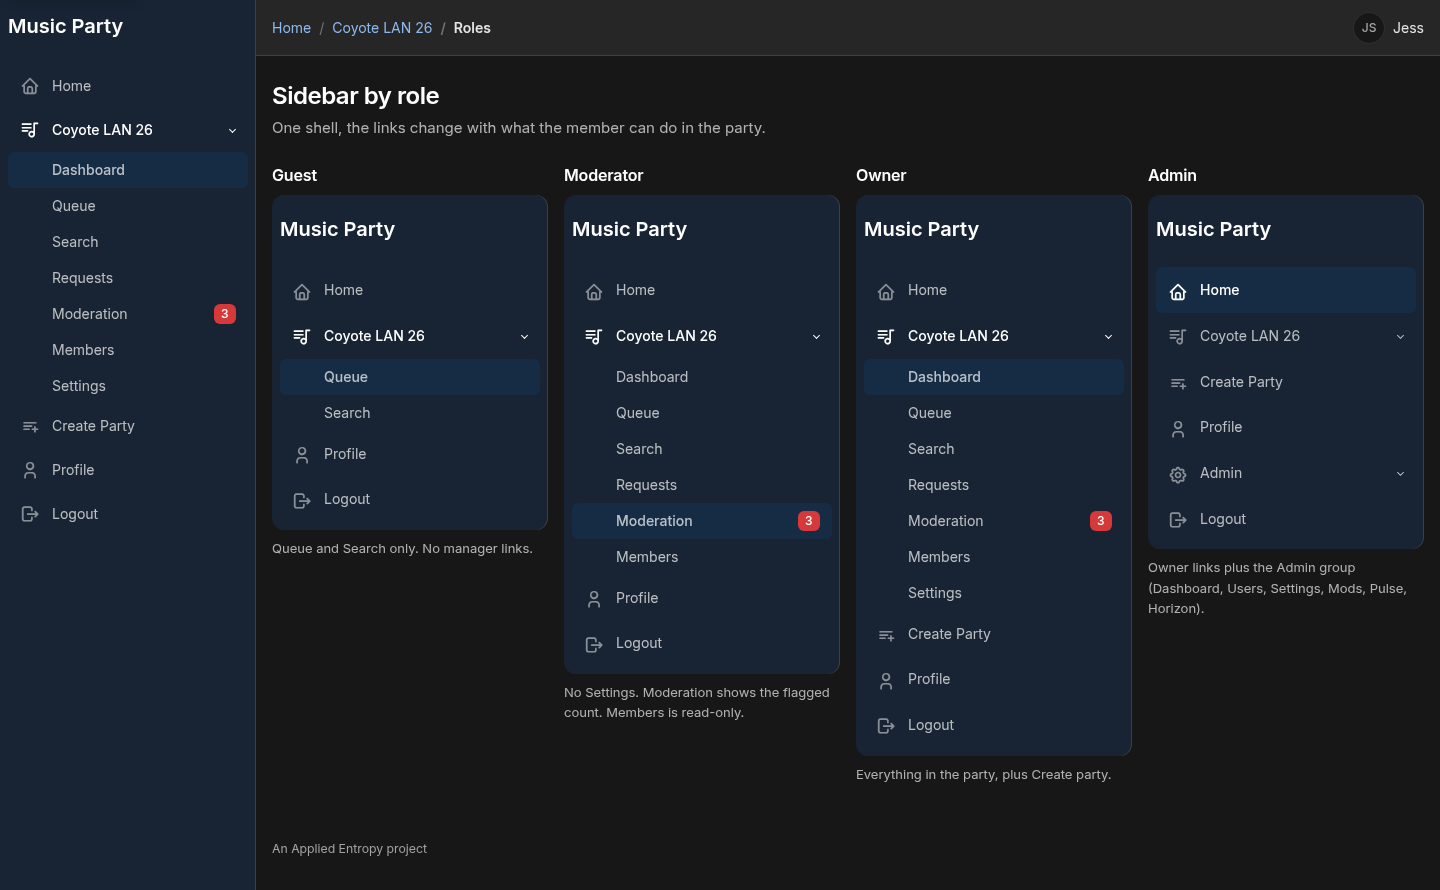 Music Party
Home
Coyote LAN 26
Dashboard
Queue
Search
Requests
Moderation 3
Members
Settings
Create Party
Profile
Logout
Home / Coyote LAN 26 / Roles
JS Jess
Sidebar by role
One shell, the links change with what the member can do in the party.
Guest
Music Party
Home
Coyote LAN 26
Queue
Search
Profile
Logout
Queue and Search only. No manager links.
Moderator
Music Party
Home
Coyote LAN 26
Dashboard
Queue
Search
Requests
Moderation 3
Members
Profile
Logout
No Settings. Moderation shows the flagged
count. Members is read-only.
Owner
Music Party
Home
Coyote LAN 26
Dashboard
Queue
Search
Requests
Moderation 3
Members
Settings
Create Party
Profile
Logout
Everything in the party, plus Create party.
Admin
Music Party
Home
Coyote LAN 26
Create Party
Profile
Admin
Logout
Owner links plus the Admin group
(Dashboard, Users, Settings, Mods, Pulse,
Horizon).
An Applied Entropy project